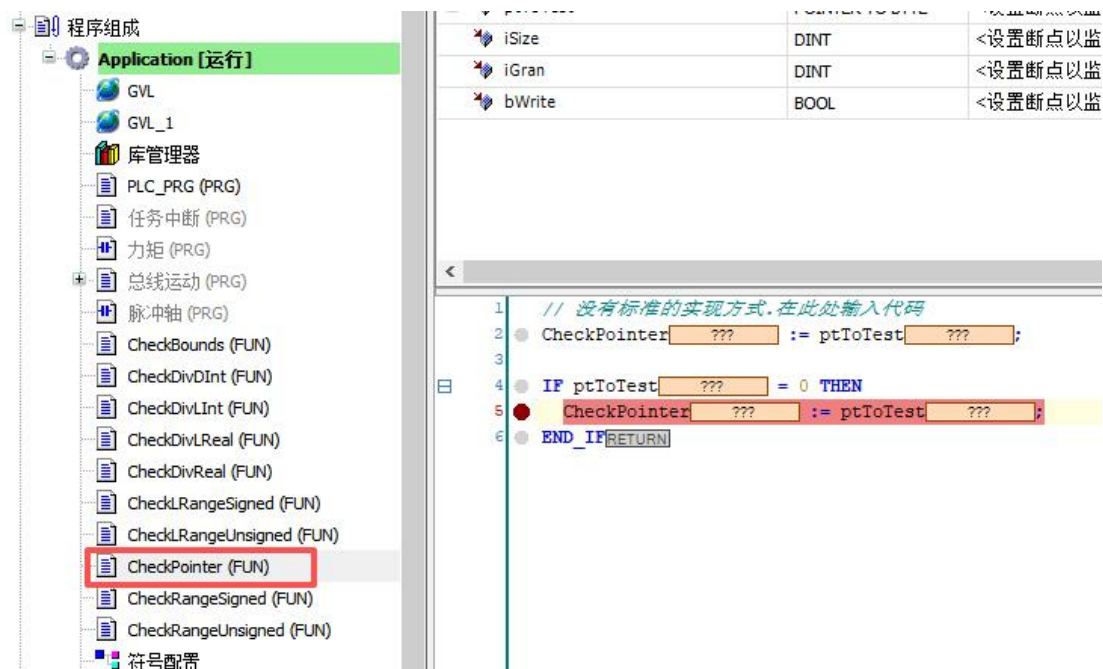 程序组成
Application [运行]
GVL
GVL_1
库管理器
PLC_PRG (PRG)
任务中断 (PRG)
力矩 (PRG)
总线运动 (PRG)
脉冲轴 (PRG)
CheckBounds (FUN)
CheckDivDInt (FUN)
CheckDivLInt (FUN)
CheckDivLReal (FUN)
CheckDivReal (FUN)
CheckLRangeSigned (FUN)
CheckLRangeUnsigned (FUN)
CheckPointer (FUN)
CheckRangeSigned (FUN)
CheckRangeUnsigned (FUN)
符号配置
iSize DINT <设置断点以监
iGran DINT <设置断点以监
bWrite BOOL <设置断点以监
<
1 // 没有标准的实现方式.在此处输入代码
2 CheckPointer ??? := ptToTest ??? ;
3
4 IF ptToTest ??? = 0 THEN
5 CheckPointer ??? := ptToTest ??? ;
6 END_IF RETURN